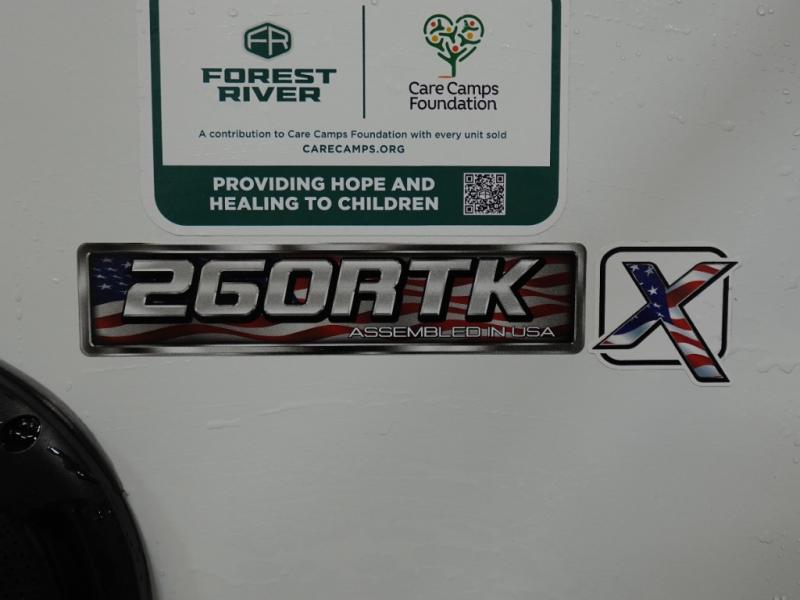 FR
FOREST
RIVER
Care Camps
Foundation
A contribution to Care Camps Foundation with every unit sold
CARECAMPS.ORG
PROVIDING HOPE AND
HEALING TO CHILDREN
260RTK
ASSEMBLED IN USA
X